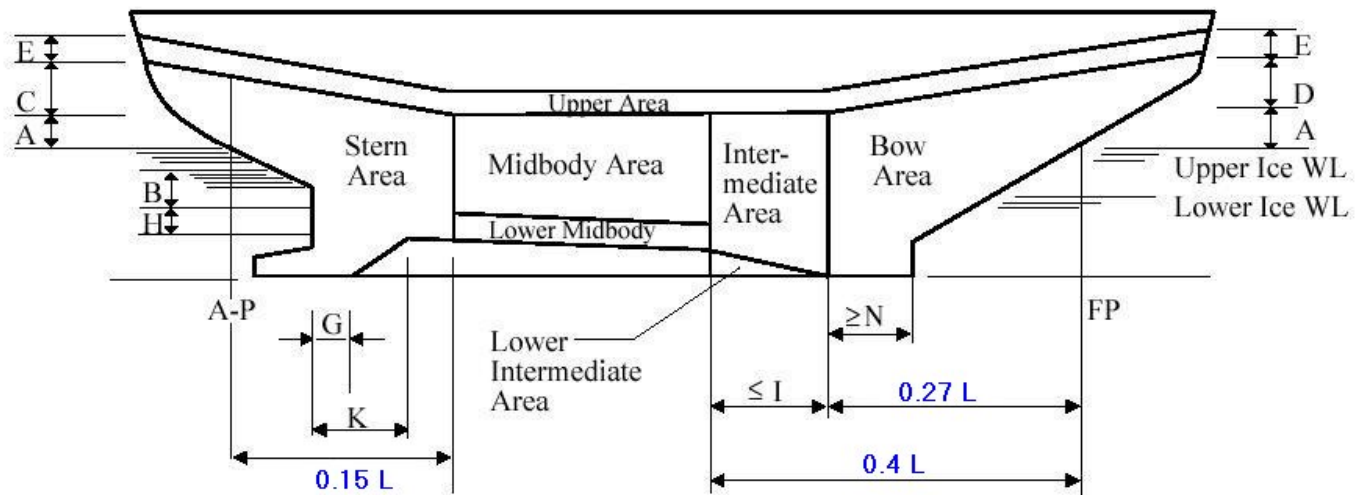 E
C
A
B
H
Upper Area
Stern
Area
Midbody Area
Inter-
mediate
Area
Bow
Area
Lower Midbody
E
D
A
Upper Ice WL
Lower Ice WL
A-P
G
K
0.15 L
Lower
Intermediate
Area
≥N
≤ I
0.27 L
0.4 L
FP